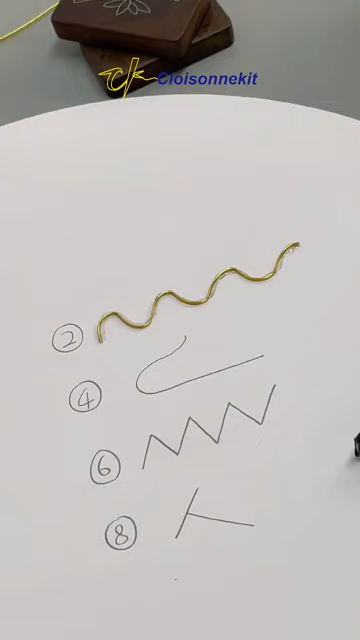 Cloisonnekit
②
④
⑥
⑧